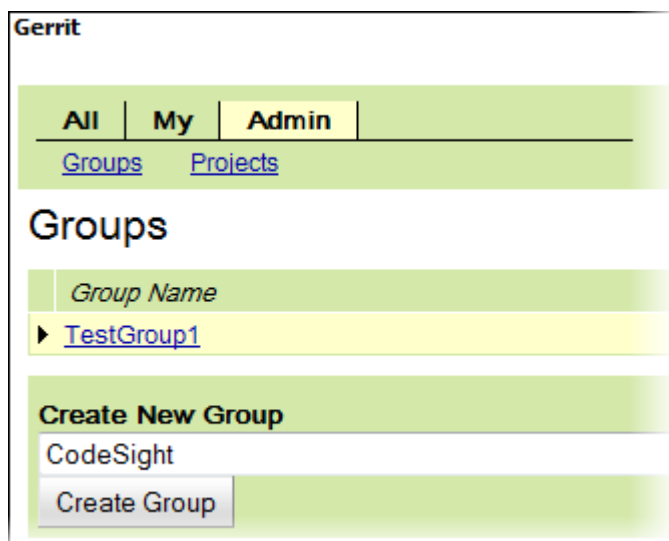 Gerrit
All My Admin
Groups Projects
Groups
Group Name
TestGroup1
Create New Group
CodeSight
Create Group